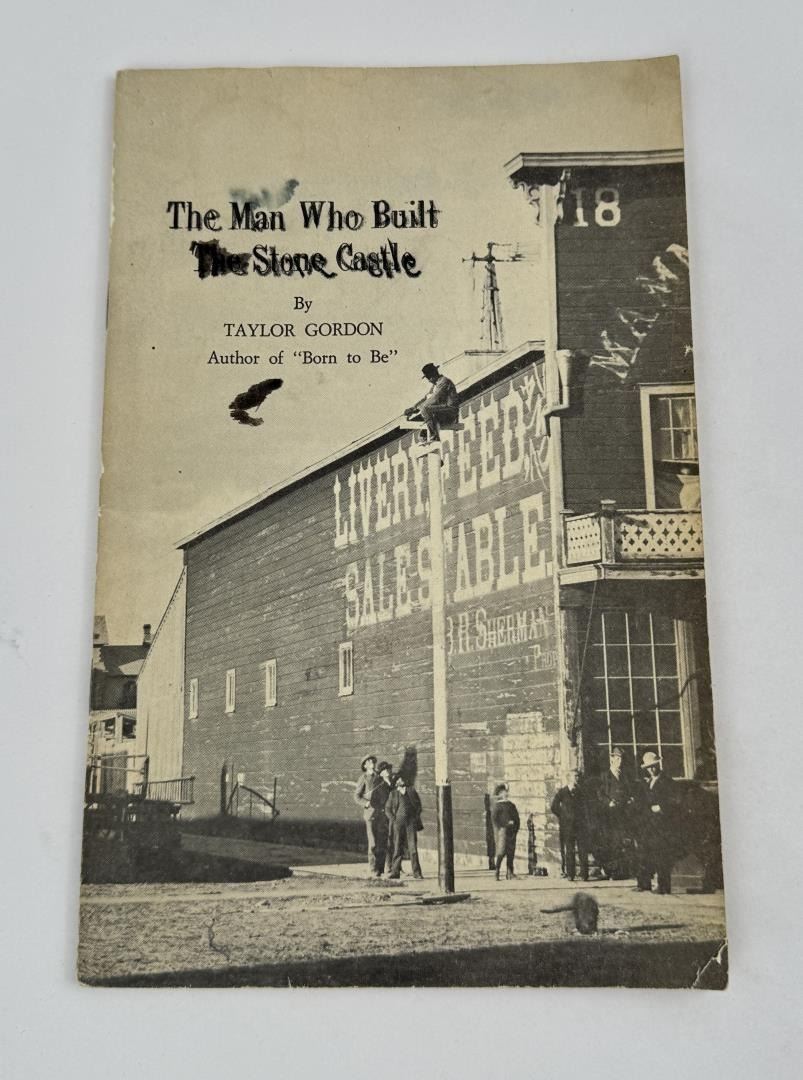 The Man Who Built
The Stone Castle
By
TAYLOR GORDON
Author of "Born to Be"
18
LIVERY, FEED,
SALE STABLE.
SHERMAN